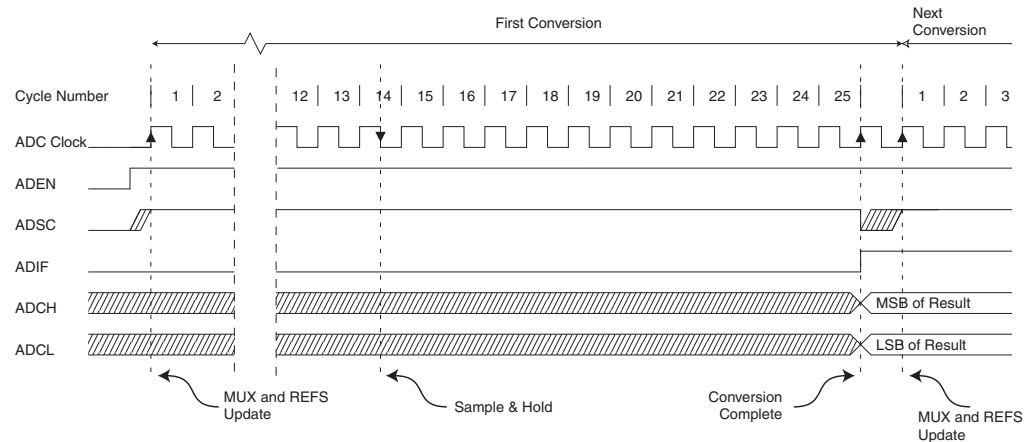 First Conversion
Next
Conversion
Cycle Number 1 2 12 13 14 15 16 17 18 19 20 21 22 23 24 25 1 2 3
ADC Clock
ADEN
ADSC
ADIF
ADCH MSB of Result
ADCL LSB of Result
MUX and REFS
Update
Sample & Hold
Conversion
Complete
MUX and REFS
Update